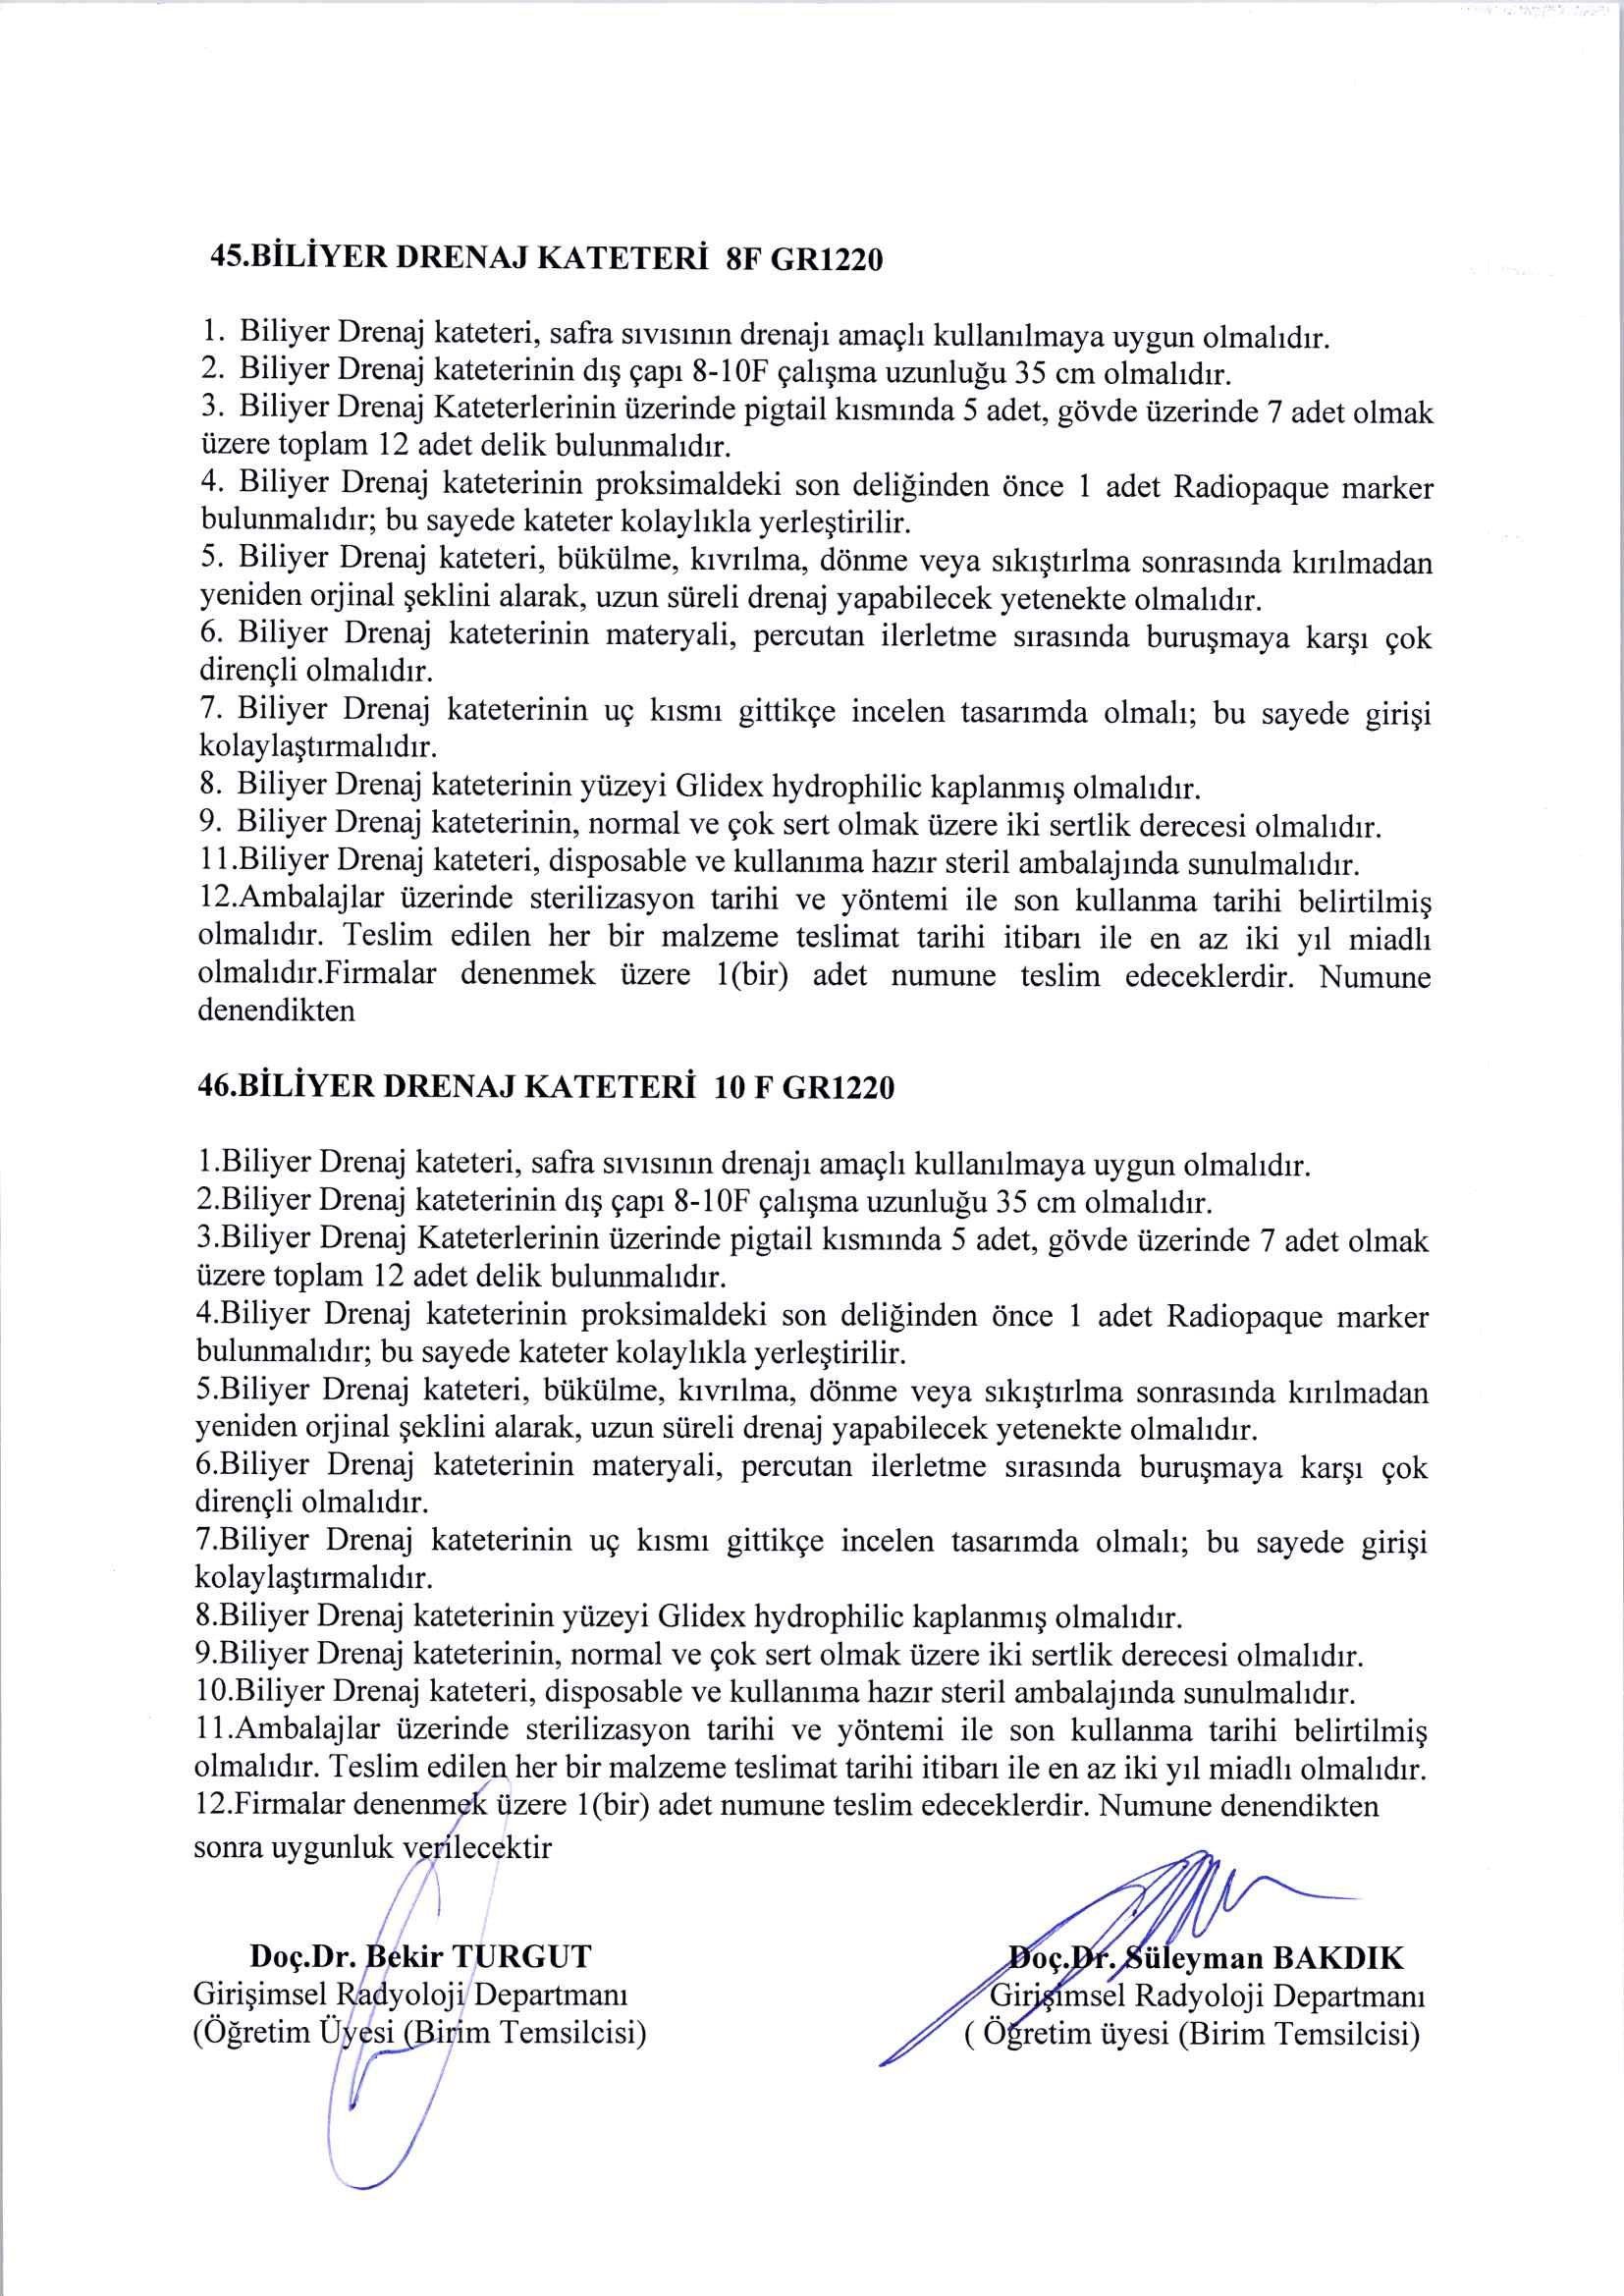 45.BİLİYER DRENAJ KATETERİ 8F GR1220
1. Biliyer Drenaj kateteri, safra sıvısının drenajı amaçlı kullanılmaya uygun olmalıdır.
2. Biliyer Drenaj kateterinin dış çapı 8-10F çalışma uzunluğu 35 cm olmalıdır.
3. Biliyer Drenaj Kateterlerinin üzerinde pigtail kısmında 5 adet, gövde üzerinde 7 adet olmak
üzere toplam 12 adet delik bulunmalıdır.
4. Biliyer Drenaj kateterinin proksimaldeki son deliğinden önce 1 adet Radiopaque marker
bulunmalıdır; bu sayede kateter kolaylıkla yerleştirilir.
5. Biliyer Drenaj kateteri, bükülme, kıvrılma, dönme veya sıkıştırlma sonrasında kırılmadan
yeniden orjinal şeklini alarak, uzun süreli drenaj yapabilecek yetenekte olmalıdır.
6. Biliyer Drenaj kateterinin materyali, percutan ilerletme sırasında buruşmaya karşı çok
dirençli olmalıdır.
7. Biliyer Drenaj kateterinin uç kısmı gittikçe incelen tasarımda olmalı; bu sayede girişi
kolaylaştırmalıdır.
8. Biliyer Drenaj kateterinin yüzeyi Glidex hydrophilic kaplanmış olmalıdır.
9. Biliyer Drenaj kateterinin, normal ve çok sert olmak üzere iki sertlik derecesi olmalıdır.
11.Biliyer Drenaj kateteri, disposable ve kullanıma hazır steril ambalajında sunulmalıdır.
12.Ambalajlar üzerinde sterilizasyon tarihi ve yöntemi ile son kullanma tarihi belirtilmiş
olmalıdır. Teslim edilen her bir malzeme teslimat tarihi itibarı ile en az iki yıl miadlı
olmalıdır.Firmalar denenmek üzere 1(bir) adet numune teslim edeceklerdir. Numune
denendikten
46.BİLİYER DRENAJ KATETERİ 10 F GR1220
1.Biliyer Drenaj kateteri, safra sıvısının drenajı amaçlı kullanılmaya uygun olmalıdır.
2.Biliyer Drenaj kateterinin dış çapı 8-10F çalışma uzunluğu 35 cm olmalıdır.
3.Biliyer Drenaj Kateterlerinin üzerinde pigtail kısmında 5 adet, gövde üzerinde 7 adet olmak
üzere toplam 12 adet delik bulunmalıdır.
4.Biliyer Drenaj kateterinin proksimaldeki son deliğinden önce 1 adet Radiopaque marker
bulunmalıdır; bu sayede kateter kolaylıkla yerleştirilir.
5.Biliyer Drenaj kateteri, bükülme, kıvrılma, dönme veya sıkıştırlma sonrasında kırılmadan
yeniden orjinal şeklini alarak, uzun süreli drenaj yapabilecek yetenekte olmalıdır.
6.Biliyer Drenaj kateterinin materyali, percutan ilerletme sırasında buruşmaya karşı çok
dirençli olmalıdır.
7.Biliyer Drenaj kateterinin uç kısmı gittikçe incelen tasarımda olmalı; bu sayede girişi
kolaylaştırmalıdır.
8.Biliyer Drenaj kateterinin yüzeyi Glidex hydrophilic kaplanmış olmalıdır.
9.Biliyer Drenaj kateterinin, normal ve çok sert olmak üzere iki sertlik derecesi olmalıdır.
10.Biliyer Drenaj kateteri, disposable ve kullanıma hazır steril ambalajında sunulmalıdır.
11.Ambalajlar üzerinde sterilizasyon tarihi ve yöntemi ile son kullanma tarihi belirtilmiş
olmalıdır. Teslim edilen her bir malzeme teslimat tarihi itibarı ile en az iki yıl miadlı olmalıdır.
12.Firmalar denenmek üzere 1(bir) adet numune teslim edeceklerdir. Numune denendikten
sonra uygunluk verilecektir
Doç.Dr. Bekir TURGUT
Girişimsel Radyoloji Departmanı
(Öğretim Üyesi (Birim Temsilcisi)
Doç.Dr. Süleyman BAKDIK
Girişimsel Radyoloji Departmanı
( Öğretim üyesi (Birim Temsilcisi)